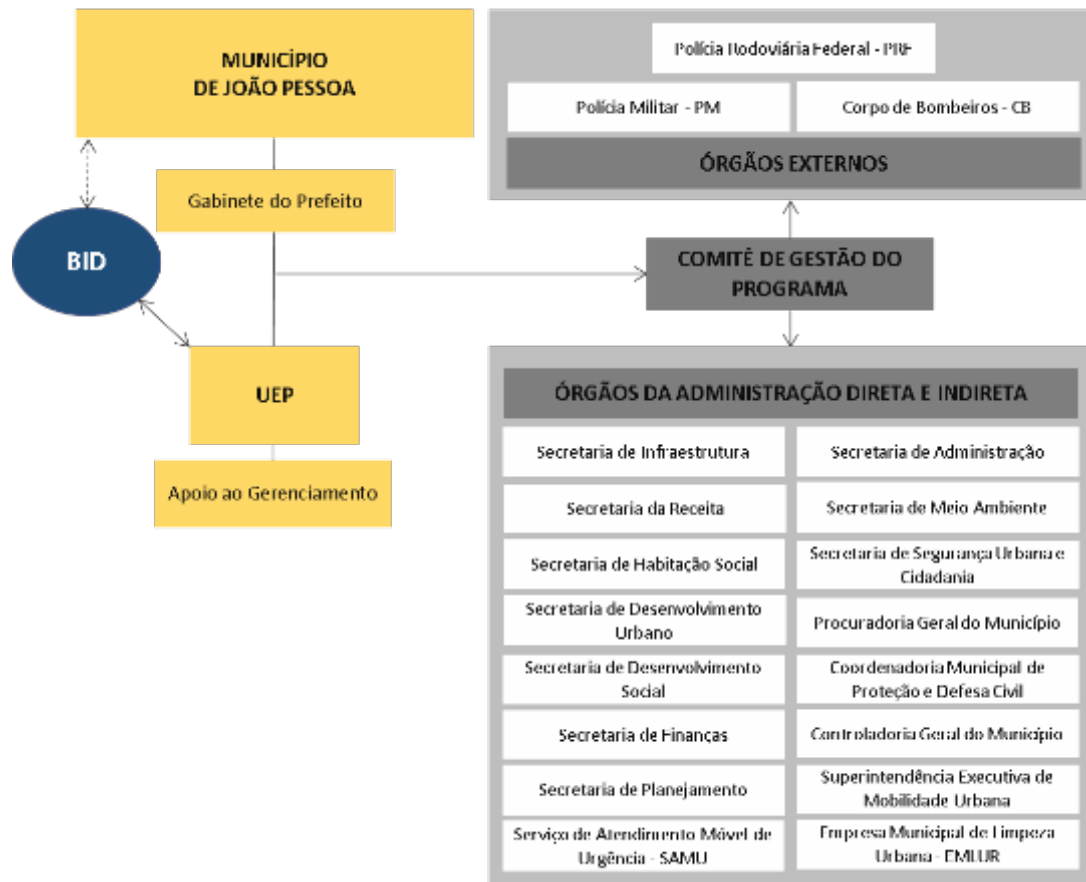 MUNICÍPIO
DE JOÃO PESSOA
Gabinete do Prefeito
BID
UEP
Apoio ao Gerenciamento
Polícia Rodoviária Federal - PRF
Polícia Militar - PM
Corpo de Bombeiros - CB
ÓRGÃOS EXTERNOS
COMITÊ DE GESTÃO DO
PROGRAMA
ÓRGÃOS DA ADMINISTRAÇÃO DIRETA E INDIRETA
Secretaria de Infraestrutura
Secretaria de Administração
Secretaria da Receita
Secretaria de Meio Ambiente
Secretaria de Habitação Social
Secretaria de Segurança Urbana e
Cidadania
Secretaria de Desenvolvimento
Urbano
Procuradoria Geral do Município
Secretaria de Desenvolvimento
Social
Coordenadoria Municipal de
Proteção e Defesa Civil
Secretaria de Finanças
Controladoria Geral do Município
Secretaria de Planejamento
Superintendência Executiva de
Mobilidade Urbana
Serviço de Atendimento Móvel de
Urgência - SAMU
Empresa Municipal de Limpeza
Urbana - EMLUR